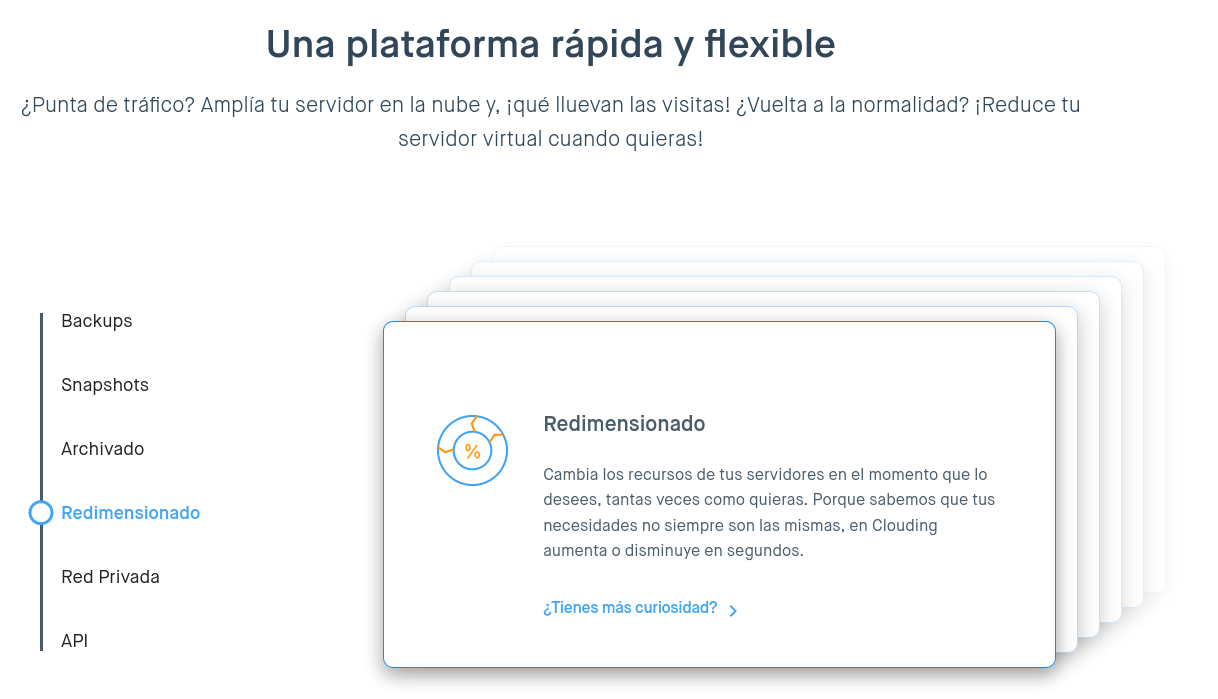 Una plataforma rápida y flexible
¿Punta de tráfico? Amplía tu servidor en la nube y, ¡qué lluevan las visitas! ¿Vuelta a la normalidad? ¡Reduce tu
servidor virtual cuando quieras!
Backups
Snapshots
Archivado
Redimensionado
Red Privada
API
%
Redimensionado
Cambia los recursos de tus servidores en el momento que lo
desees, tantas veces como quieras. Porque sabemos que tus
necesidades no siempre son las mismas, en Clouding
aumenta o disminuye en segundos.
¿Tienes más curiosidad?